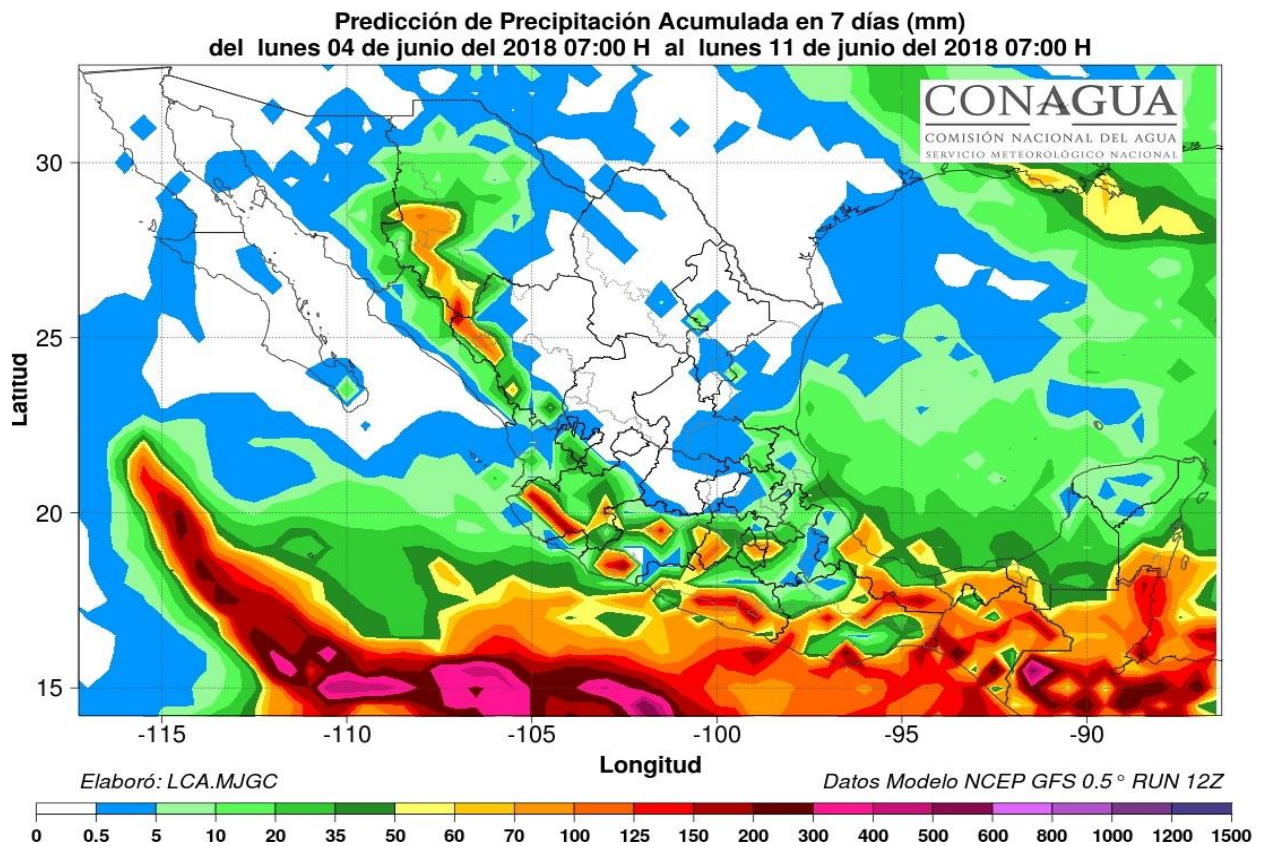 Predicción de Precipitación Acumulada en 7 días (mm)
del lunes 04 de junio del 2018 07:00 H al lunes 11 de junio del 2018 07:00 H
CONAGUA
COMISIÓN NACIONAL DEL AGUA
SERVICIO METEOROLÓGICO NACIONAL
30
25
20
15
Latitud
-115 -110 -105 -100 -95 -90
Longitud
Elaboró: LCA.MJGC
Datos Modelo NCEP GFS 0.5° RUN 12Z
0 0.5 5 10 20 35 50 60 70 100 125 150 200 300 400 500 600 800 1000 1200 1500